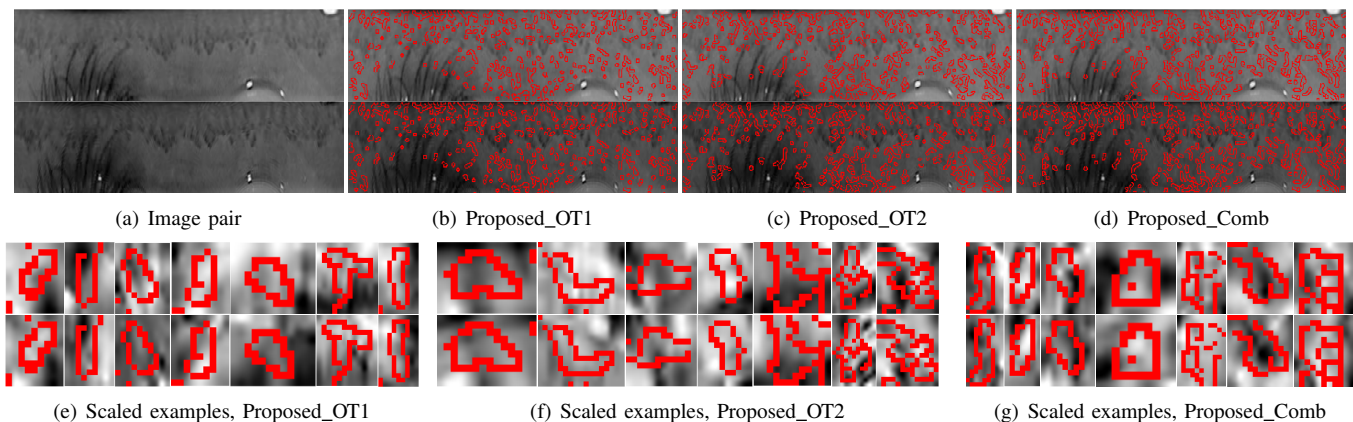 (a) Image pair
(b) Proposed_OT1
(c) Proposed_OT2
(d) Proposed_Comb
(e) Scaled examples, Proposed_OT1
(f) Scaled examples, Proposed_OT2
(g) Scaled examples, Proposed_Comb